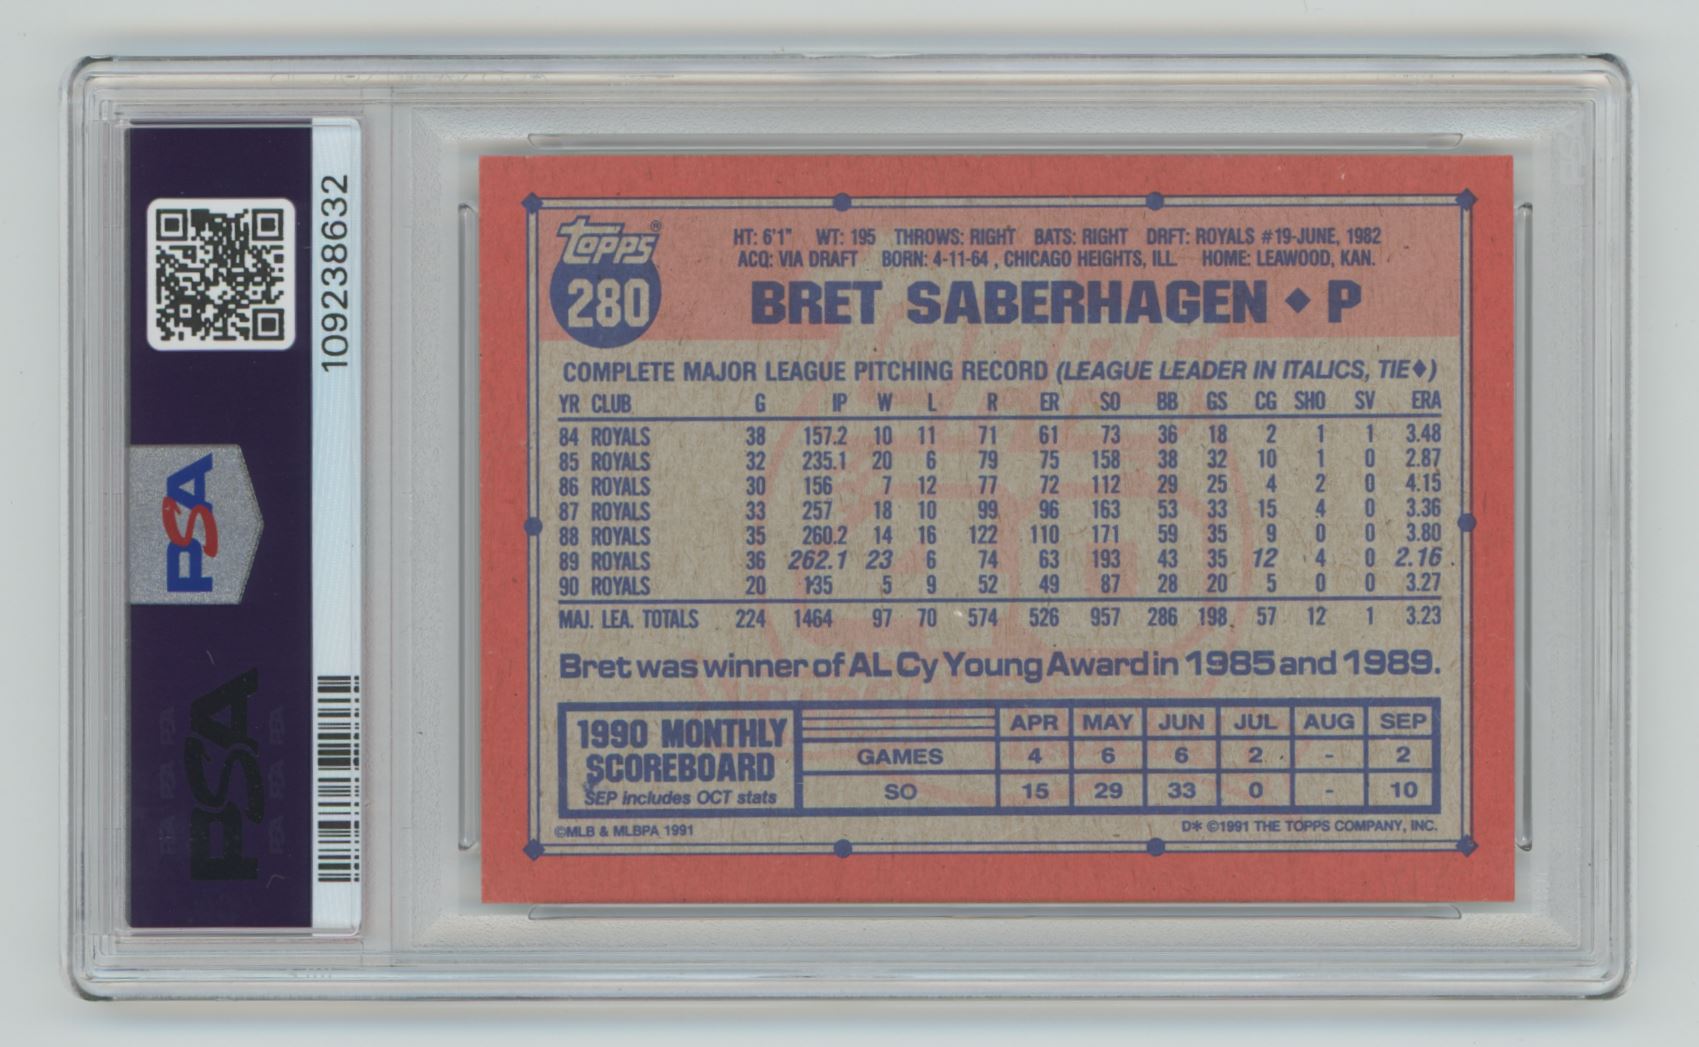 109238632
PSA
PSA
topps®
280
HT: 6'1" WT: 195 THROWS: RIGHT BATS: RIGHT DRFT: ROYALS #19-JUNE, 1982
ACQ: VIA DRAFT BORN: 4-11-64, CHICAGO HEIGHTS, ILL. HOME: LEAWOOD, KAN.
BRET SABERHAGEN ♦ P
COMPLETE MAJOR LEAGUE PITCHING RECORD (LEAGUE LEADER IN ITALICS, TIE♦)
YR CLUB G IP W L R ER SO BB GS CG SHO SV ERA
84 ROYALS 38 157.2 10 11 71 61 73 36 18 2 1 1 3.48
85 ROYALS 32 235.1 20 6 79 75 158 38 32 10 1 0 2.87
86 ROYALS 30 156 7 12 77 72 112 29 25 4 2 0 4.15
87 ROYALS 33 257 18 10 99 96 163 53 33 15 4 0 3.36
88 ROYALS 35 260.2 14 16 122 110 171 59 35 9 0 0 3.80
89 ROYALS 36 262.1 23 6 74 63 193 43 35 12 4 0 2.16
90 ROYALS 20 135 5 9 52 49 87 28 20 5 0 0 3.27
MAJ. LEA. TOTALS 224 1464 97 70 574 526 957 286 198 57 12 1 3.23
Bret was winner of AL Cy Young Award in 1985 and 1989.
1990 MONTHLY
SCOREBOARD
SEP includes OCT stats
APR MAY JUN JUL AUG SEP
GAMES 4 6 6 2 - 2
SO 15 29 33 0 - 10
©MLB & MLBPA 1991
D* ©1991 THE TOPPS COMPANY, INC.